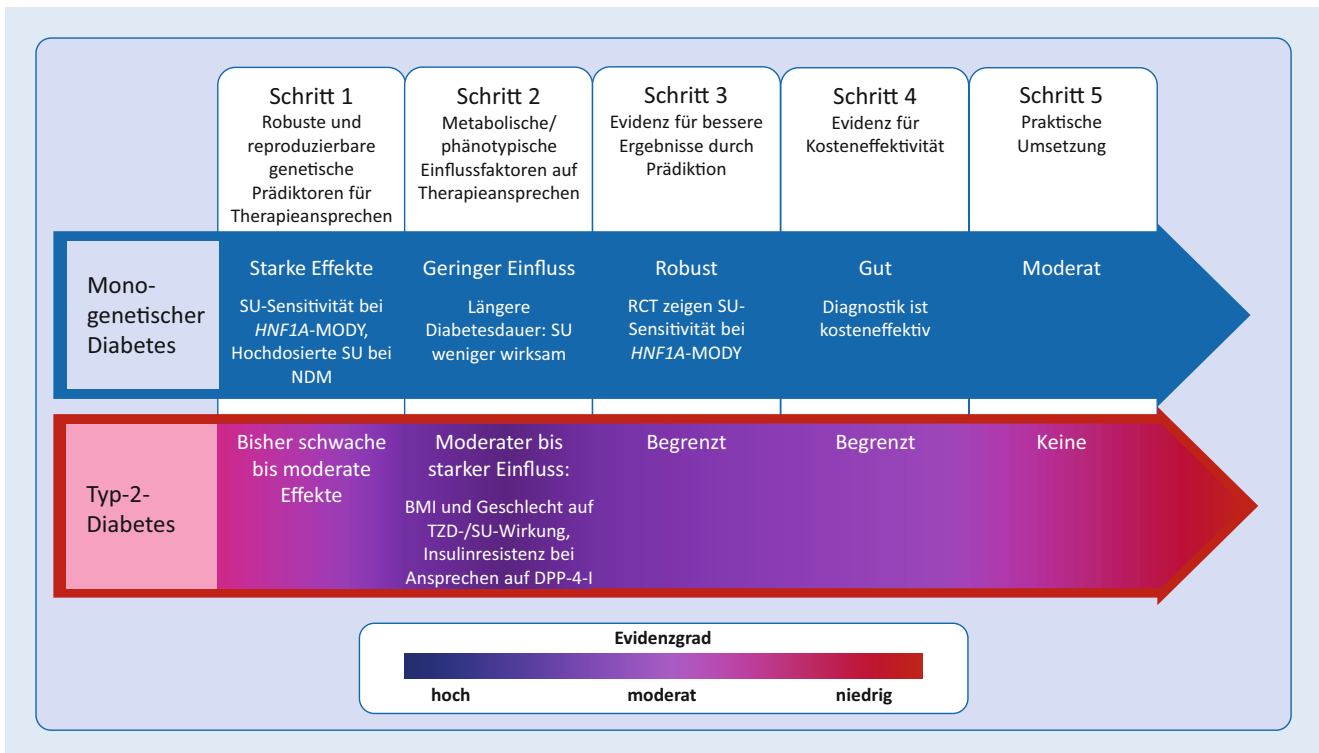 Schritt 1
Robuste und
reproduzierbare
genetische
Prädiktoren für
Therapieansprechen
Schritt 2
Metabolische/
phänotypische
Einflussfaktoren auf
Therapieansprechen
Schritt 3
Evidenz für bessere
Ergebnisse durch
Prädiktion
Schritt 4
Evidenz für
Kosteneffektivität
Schritt 5
Praktische
Umsetzung
Mono-
genetischer
Diabetes
Starke Effekte
SU-Sensitivität bei
HNF1A-MODY,
Hochdosierte SU bei
NDM
Geringer Einfluss
Längere
Diabetesdauer: SU
weniger wirksam
Robust
RCT zeigen SU-
Sensitivität bei
HNF1A-MODY
Gut
Diagnostik ist
kosteneffektiv
Moderat
Typ-2-
Diabetes
Bisher schwache
bis moderate
Effekte
Moderater bis
starker Einfluss:
BMI und Geschlecht auf
TZD-/SU-Wirkung,
Insulinresistenz bei
Ansprechen auf DPP-4-I
Begrenzt
Begrenzt
Keine
Evidenzgrad
hoch
moderat
niedrig